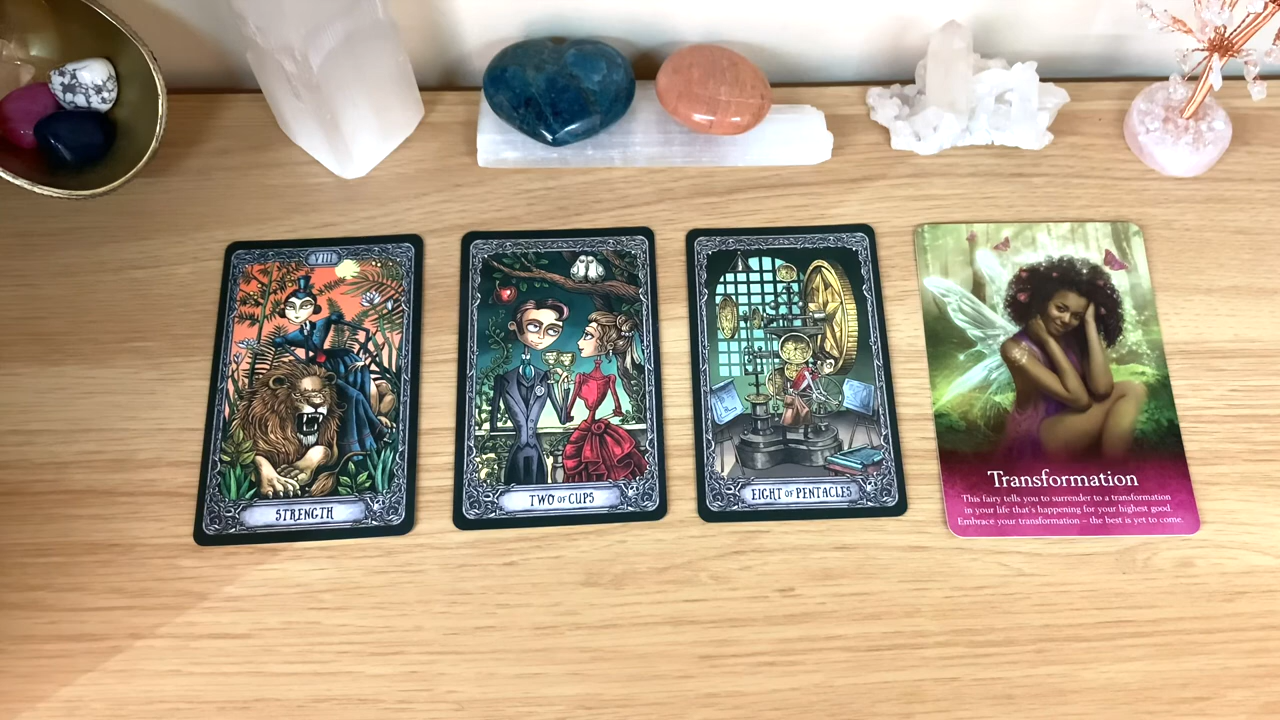 VIII
STRENGTH
TWO OF CUPS
EIGHT OF PENTACLES
Transformation
This fairy tells you to surrender to a transformation
in your life that's happening for your highest good.
Embrace your transformation – the best is yet to come.